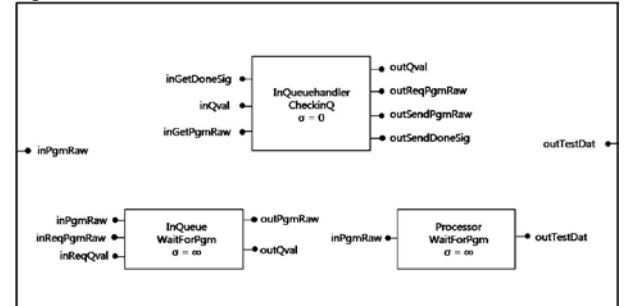 inGetDoneSig
inQval
inGetPgmRaw
InQueuehandler
CheckinQ
σ = 0
outQval
outReqPgmRaw
outSendPgmRaw
outSendDoneSig
inPgmRaw
outTestDat
inPgmRaw
inReqPgmRaw
inReqQval
InQueue
WaitForPgm
σ = ∞
outPgmRaw
outQval
inPgmRaw
Processor
WaitForPgm
σ = ∞
outTestDat